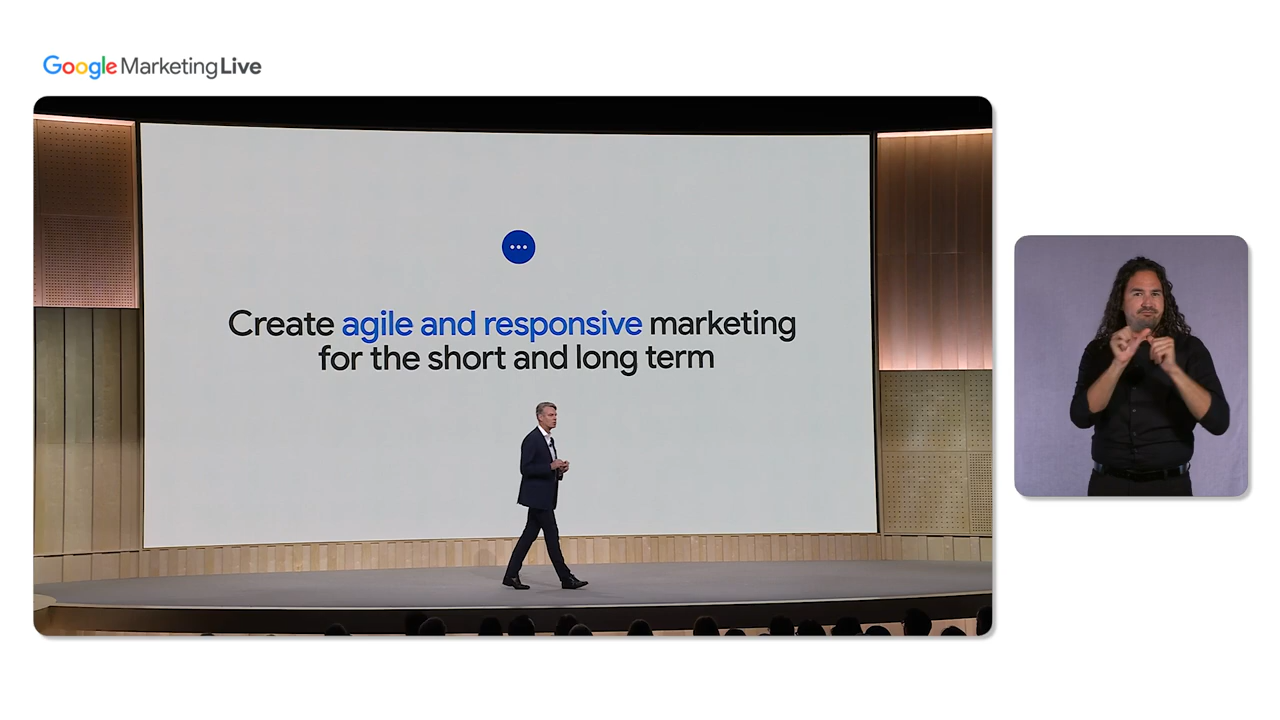 Google Marketing Live
Create agile and responsive marketing
for the short and long term